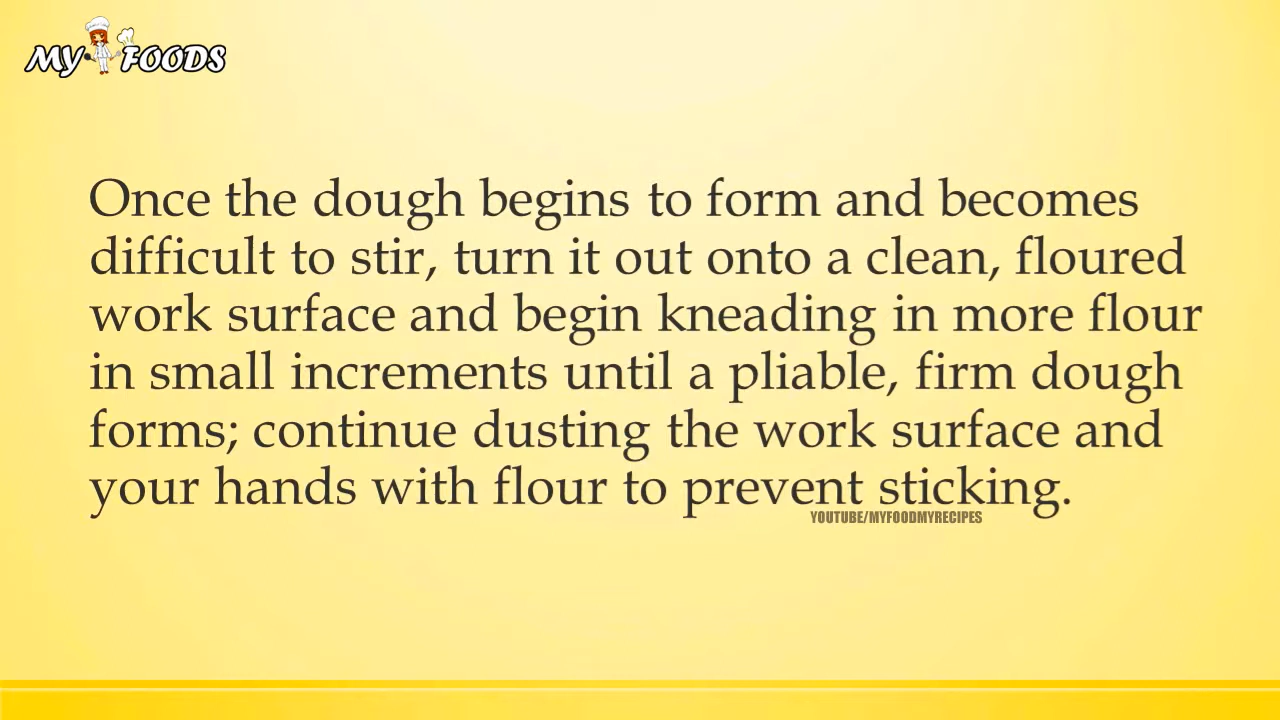 MY FOODS
Once the dough begins to form and becomes
difficult to stir, turn it out onto a clean, floured
work surface and begin kneading in more flour
in small increments until a pliable, firm dough
forms; continue dusting the work surface and
your hands with flour to prevent sticking.
YOUTUBE/MYFOODMYRECIPES